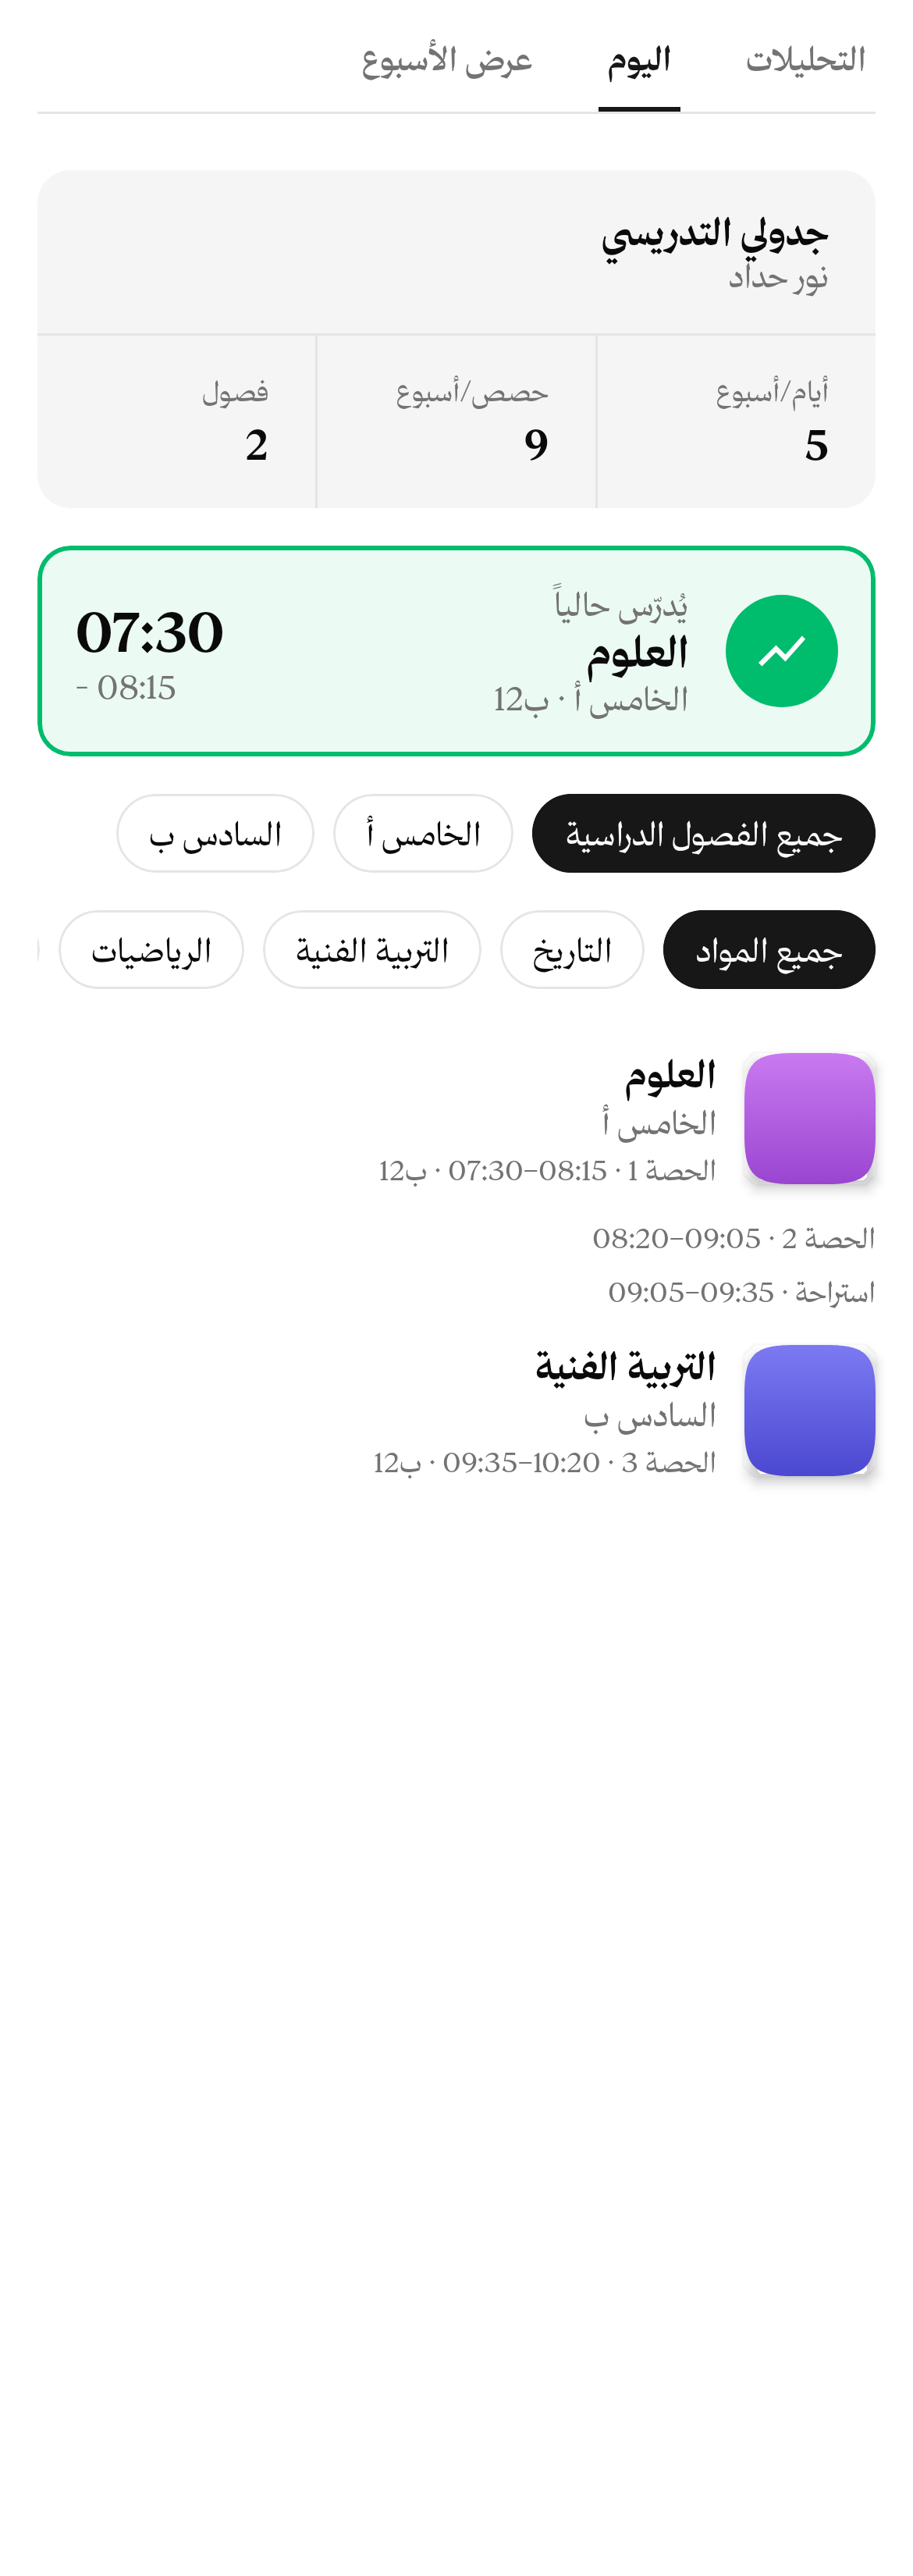 التحليلات
اليوم
عرض الأسبوع
جدولي التدريسي
نور حداد
أيام/أسبوع
5
حصص/أسبوع
9
فصول
2
يُدرّس حالياً
العلوم
الخامس أ · ب12
07:30
- 08:15
جميع الفصول الدراسية
الخامس أ
السادس ب
جميع المواد
التاريخ
التربية الفنية
الرياضيات
العلوم
الخامس أ
الحصة 1 · 07:30–08:15 · ب12
الحصة 2 · 08:20–09:05
استراحة · 09:05–09:35
التربية الفنية
السادس ب
الحصة 3 · 09:35–10:20 · ب12